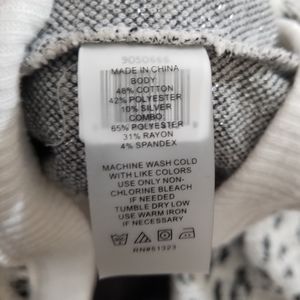 9050666
MADE IN CHINA
BODY
48% COTTON
42% POLYESTER
10% SILVER
COMBO
65% POLYESTER
31% RAYON
4% SPANDEX
MACHINE WASH COLD
WITH LIKE COLORS
USE ONLY NON-
CHLORINE BLEACH
IF NEEDED
TUMBLE DRY LOW
USE WARM IRON
IF NECESSARY
RN#51323